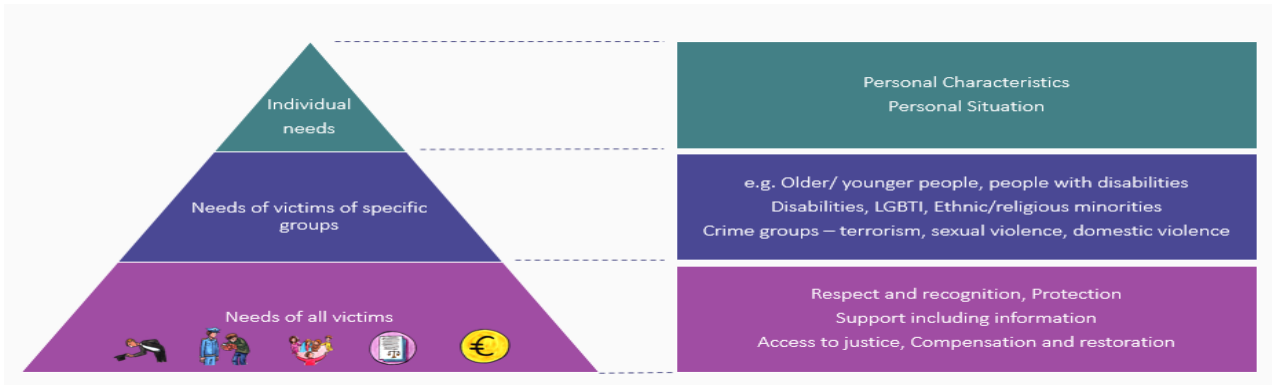 Individual
needs
Personal Characteristics
Personal Situation
Needs of victims of specific
groups
e.g. Older/ younger people, people with disabilities
Disabilities, LGBTI, Ethnic/religious minorities
Crime groups – terrorism, sexual violence, domestic violence
Needs of all victims
€
Respect and recognition, Protection
Support including information
Access to justice, Compensation and restoration